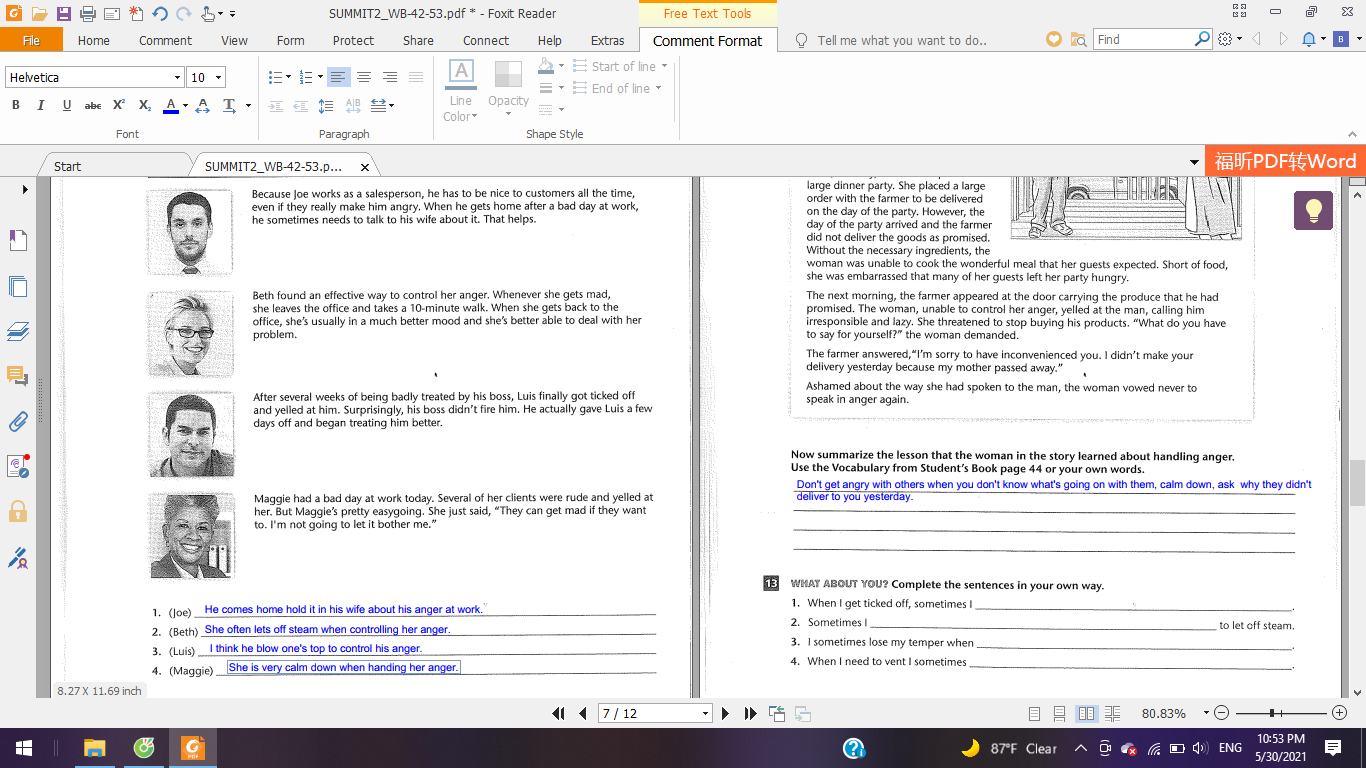 SUMMIT2_WB-42-53.pdf * - Foxit Reader
Free Text Tools
File
Home
Comment
View
Form
Protect
Share
Connect
Help
Extras
Comment Format
Tell me what you want to do..
Find
B
Helvetica
10
Line
Color
Opacity
Start of line
End of line
Font
Paragraph
Shape Style
Start
SUMMIT2_WB-42-53.p...
福昕PDF转Word
Because Joe works as a salesperson, he has to be nice to customers all the time,
even if they really make him angry. When he gets home after a bad day at work,
he sometimes needs to talk to his wife about it. That helps.
Beth found an effective way to control her anger. Whenever she gets mad,
she leaves the office and takes a 10-minute walk. When she gets back to the
office, she's usually in a much better mood and she's better able to deal with her
problem.
After several weeks of being badly treated by his boss, Luis finally got ticked off
and yelled at him. Surprisingly, his boss didn't fire him. He actually gave Luis a few
days off and began treating him better.
Maggie had a bad day at work today. Several of her clients were rude and yelled at
her. But Maggie's pretty easygoing. She just said, "They can get mad if they want
to. I'm not going to let it bother me."
1. (Joe) He comes home hold it in his wife about his anger at work.
2. (Beth) She often lets off steam when controlling her anger.
3. (Luis) I think he blow one's top to control his anger.
4. (Maggie) She is very calm down when handing her anger.
large dinner party. She placed a large
order with the farmer to be delivered
on the day of the party. However, the
day of the party arrived and the farmer
did not deliver the goods as promised.
Without the necessary ingredients, the
woman was unable to cook the wonderful meal that her guests expected. Short of food,
she was embarrassed that many of her guests left her party hungry.
The next morning, the farmer appeared at the door carrying the produce that he had
promised. The woman, unable to control her anger, yelled at the man, calling him
irresponsible and lazy. She threatened to stop buying his products. "What do you have
to say for yourself?" the woman demanded.
The farmer answered,"I'm sorry to have inconvenienced you. I didn't make your
delivery yesterday because my mother passed away."
Ashamed about the way she had spoken to the man, the woman vowed never to
speak in anger again.
Now summarize the lesson that the woman in the story learned about handling anger.
Use the Vocabulary from Student's Book page 44 or your own words.
Don't get angry with others when you don't know what's going on with them, calm down, ask why they didn't
deliver to you yesterday.
13 WHAT ABOUT YOU? Complete the sentences in your own way.
1. When I get ticked off, sometimes I .
2. Sometimes I to let off steam.
3. I sometimes lose my temper when .
4. When I need to vent I sometimes .
8.27 X 11.69 inch
7 / 12
80.83%
87°F Clear
ENG
10:53 PM
5/30/2021